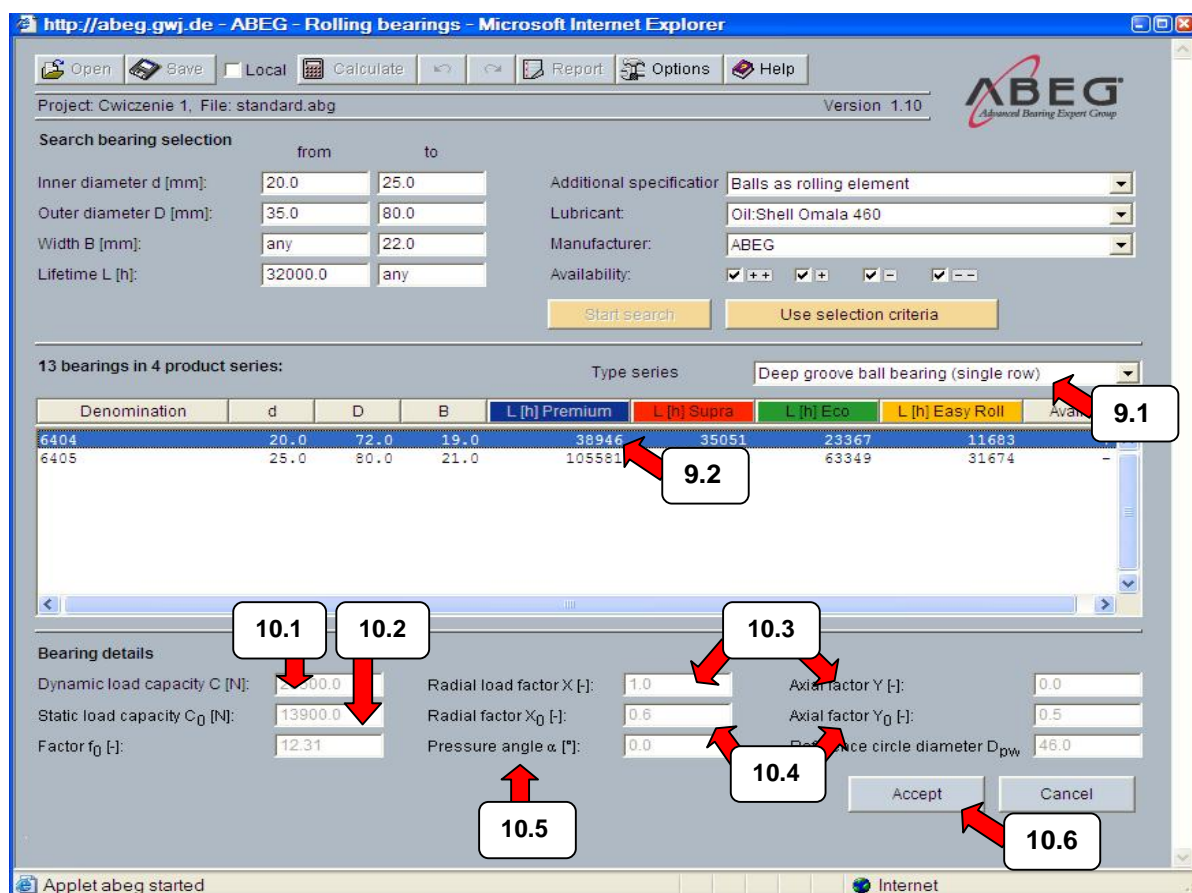 http://abeg.gwj.de - ABEG - Rolling bearings - Microsoft Internet Explorer
Open Save Local Calculate Report Options Help
Project: Cwiczenie 1, File: standard.abg Version 1.10
ABEG
Advanced Bearing Expert Group
Search bearing selection
from to
Inner diameter d [mm]: 20.0 25.0 Additional specificatior Balls as rolling element
Outer diameter D [mm]: 35.0 80.0 Lubricant: Oil:Shell Omala 460
Width B [mm]: any 22.0 Manufacturer: ABEG
Lifetime L [h]: 32000.0 any Availability: ++ + - --
Start search Use selection criteria
13 bearings in 4 product series: Type series Deep groove ball bearing (single row)
9.1
Denomination d D B L [h] Premium L [h] Supra L [h] Eco L [h] Easy Roll
6404 20.0 72.0 19.0 38946 35051 23367 11683
6405 25.0 80.0 21.0 105581 63349 31674 -
9.2
10.1 10.2 10.3
Bearing details
Dynamic load capacity C [N]: Radial load factor X [-]: 1.0 Axial factor Y [-]: 0.0
Static load capacity C0 [N]: 13900.0 Radial factor X0 [-]: 0.6 Axial factor Y0 [-]: 0.5
Factor f0 [-]: 12.31 Pressure angle α [°]: 0.0 circle diameter Dpw 46.0
10.4
Accept Cancel
10.5
10.6
Applet abeg started Internet